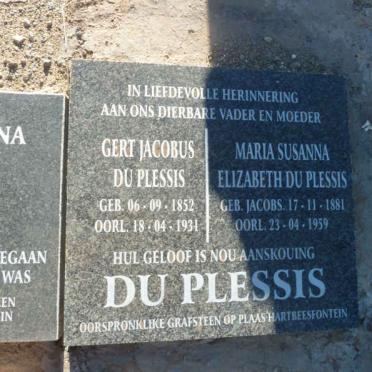 IN LIEFDEVOLLE HERINNERING
AAN ONS DIERBARE VADER EN MOEDER
GERT JACOBUS
DU PLESSIS
GEB. 06 - 09 - 1852
OORL. 18 - 04 - 1931
MARIA SUSANNA
ELIZABETH DU PLESSIS
GEB. JACOBS. 17 - 11 - 1881
OORL. 23 - 04 - 1959
HUL GELOOF IS NOU AANSKOUING
DU PLESSIS
OORSPRONKLIKE GRAFSTEEN OP PLAAS HARTBEESFONTEIN
NA
EGAAN
WAS
EN
IN